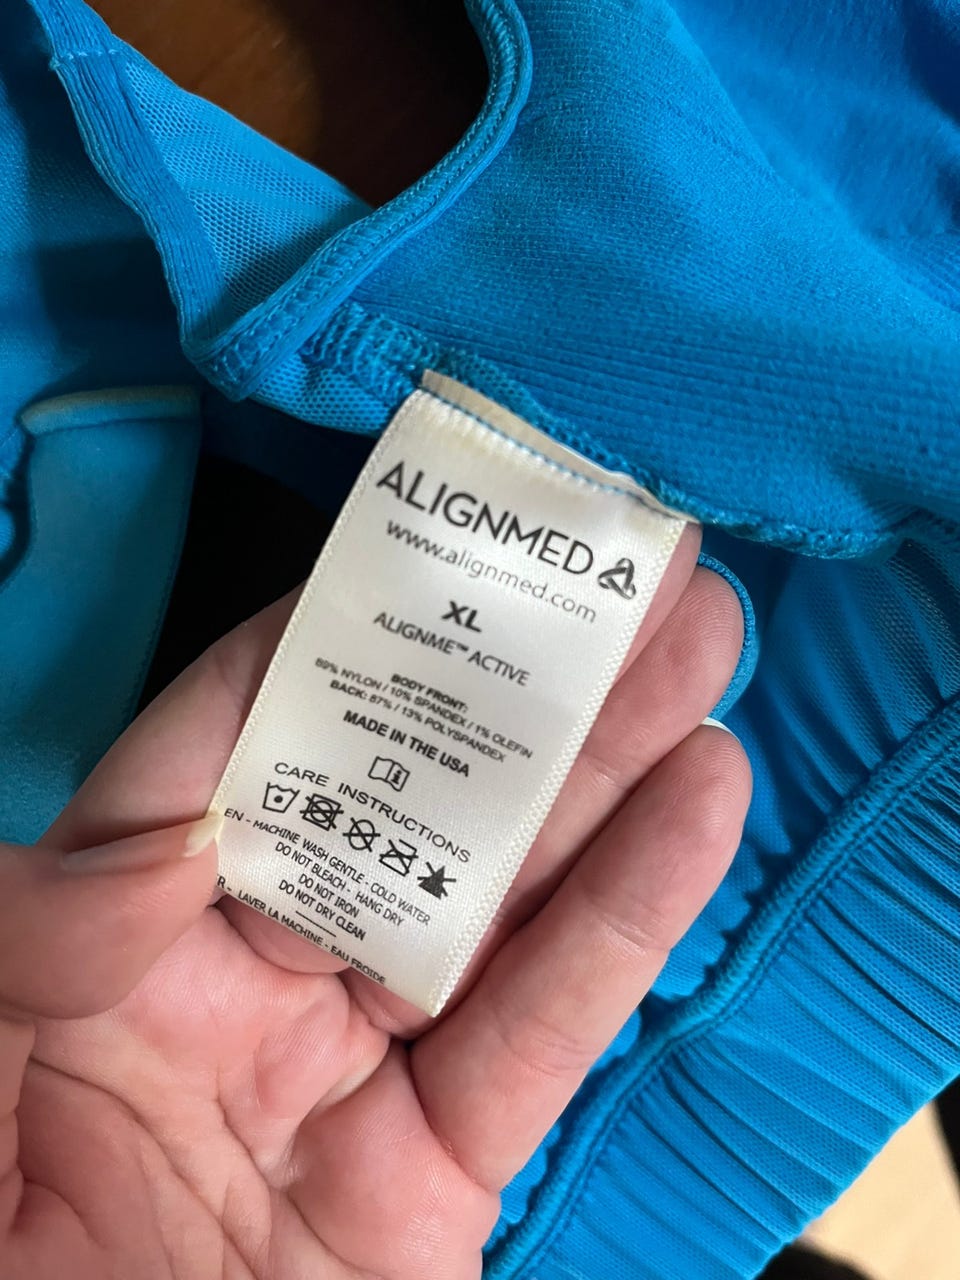 ALIGNMED
www.alignmed.com
XL
ALIGNME™ ACTIVE
BODY FRONT:
89% NYLON / 10% SPANDEX / 1% OLEFIN
BACK: 87% / 13% POLYSPANDEX
MADE IN THE USA
CARE INSTRUCTIONS
EN - MACHINE WASH GENTLE - COLD WATER
DO NOT BLEACH - HANG DRY
DO NOT IRON
DO NOT DRY CLEAN
R - LAVER LA MACHINE - EAU FROIDE